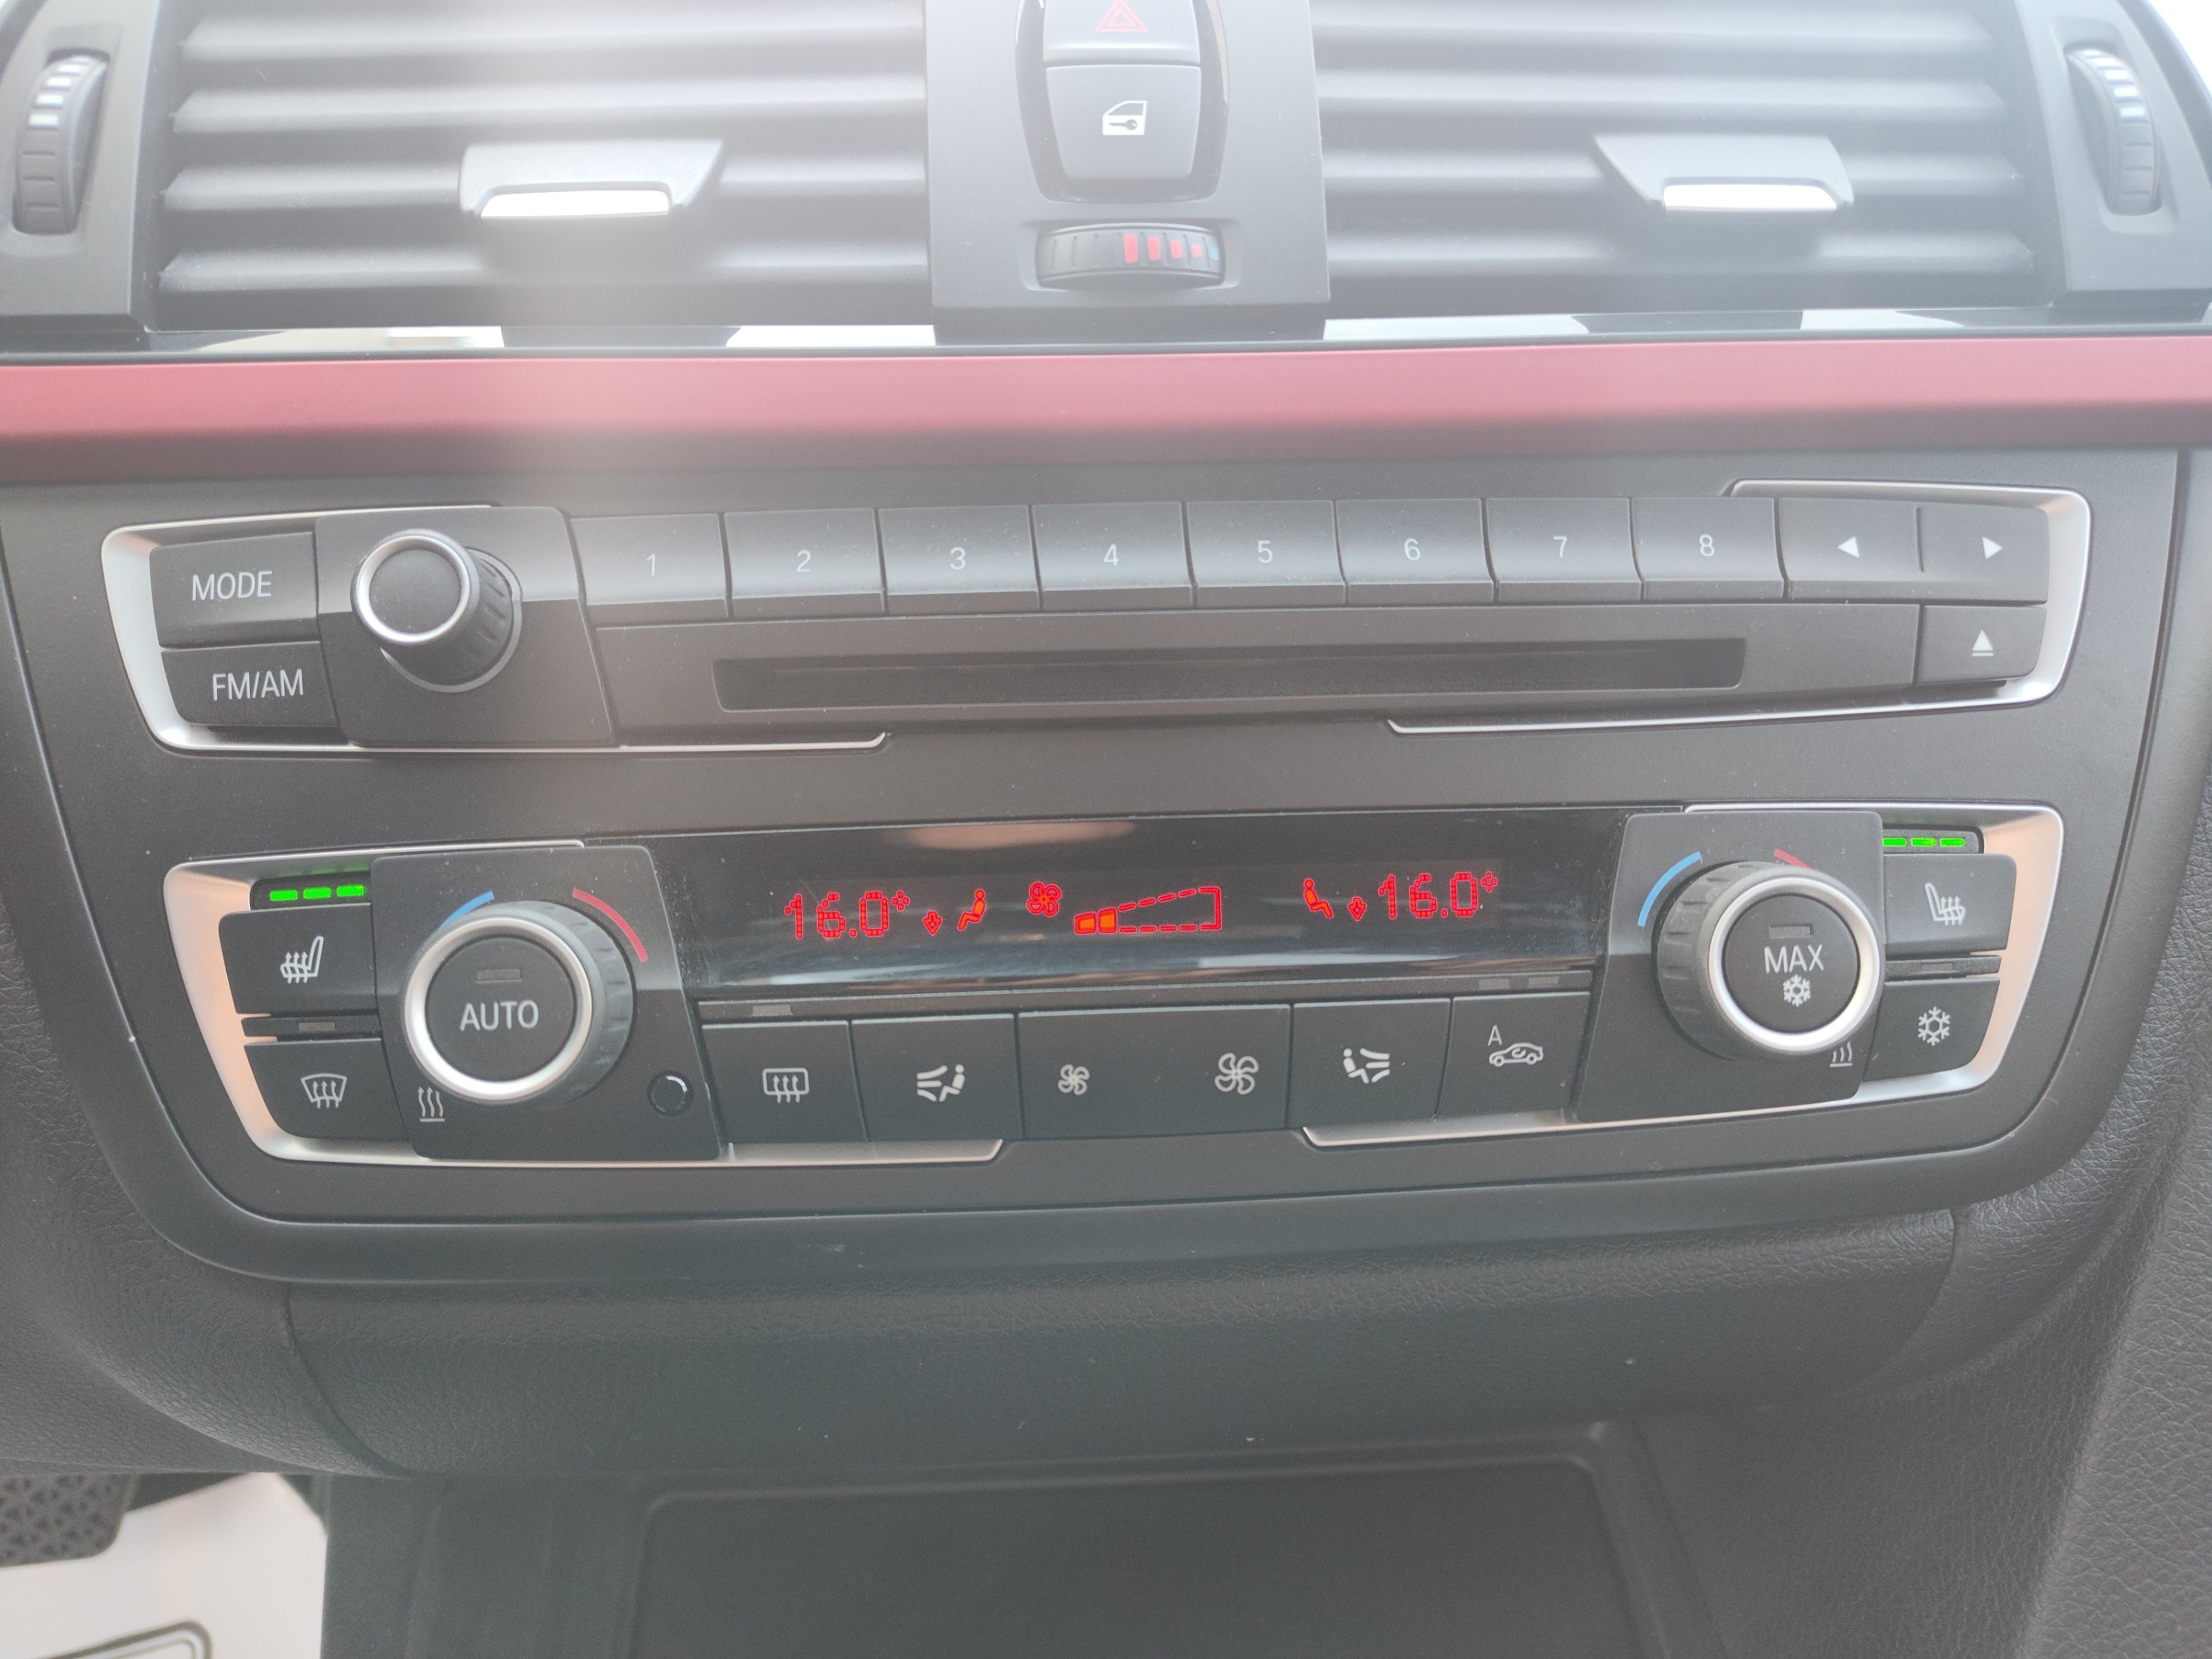 MODE
1 2 3 4 5 6 7 8
FM/AM
16.0° 16.0°
AUTO
MAX
A